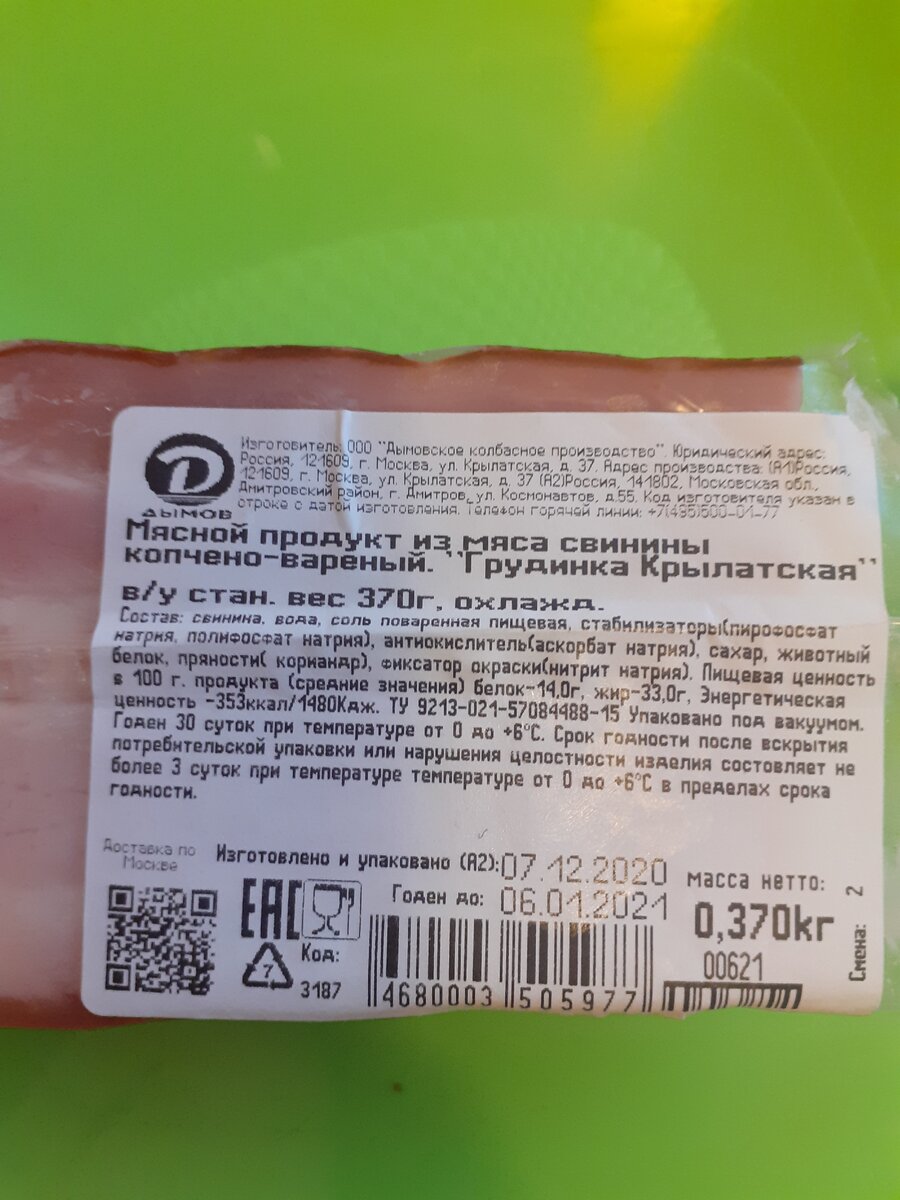 Изготовитель: ООО "Дымовское колбасное производство". Юридический адрес:
Россия, 121609, г. Москва, ул. Крылатская, д. 37. Адрес производства: (А1)Россия,
121609, г. Москва, ул. Крылатская, д. 37 (А2)Россия, 141802, Московская обл.,
Дмитровский район, г. Дмитров, ул. Космонавтов, д.55. Код изготовителя указан в
строке с датой изготовления. Телефон горячей линии: +7(495)500-01-77
ДЫМОВ
Мясной продукт из мяса свинины
копчено-вареный. "Грудинка Крылатская"
в/у стан. вес 370г, охлажд.
Состав: свинина, вода, соль поваренная пищевая, стабилизаторы(пирофосфат
натрия, полифосфат натрия), антиокислитель(аскорбат натрия), сахар, животный
белок, пряности( кориандр), фиксатор окраски(нитрит натрия). Пищевая ценность
в 100 г. продукта (средние значения) белок-14,0г, жир-33,0г, Энергетическая
ценность -353ккал/1480Кдж. ТУ 9213-021-57084488-15 Упаковано под вакуумом.
Годен 30 суток при температуре от 0 до +6°С. Срок годности после вскрытия
потребительской упаковки или нарушения целостности изделия составляет не
более 3 суток при температуре температуре от 0 до +6°С в пределах срока
годности.
Доставка по
Москве
Изготовлено и упаковано (А2): 07.12.2020
Годен до: 06.01.2021
масса нетто:
0,370кг
00621
Смена: 2
ЕАС
7
Код:
3187
4680003 505977